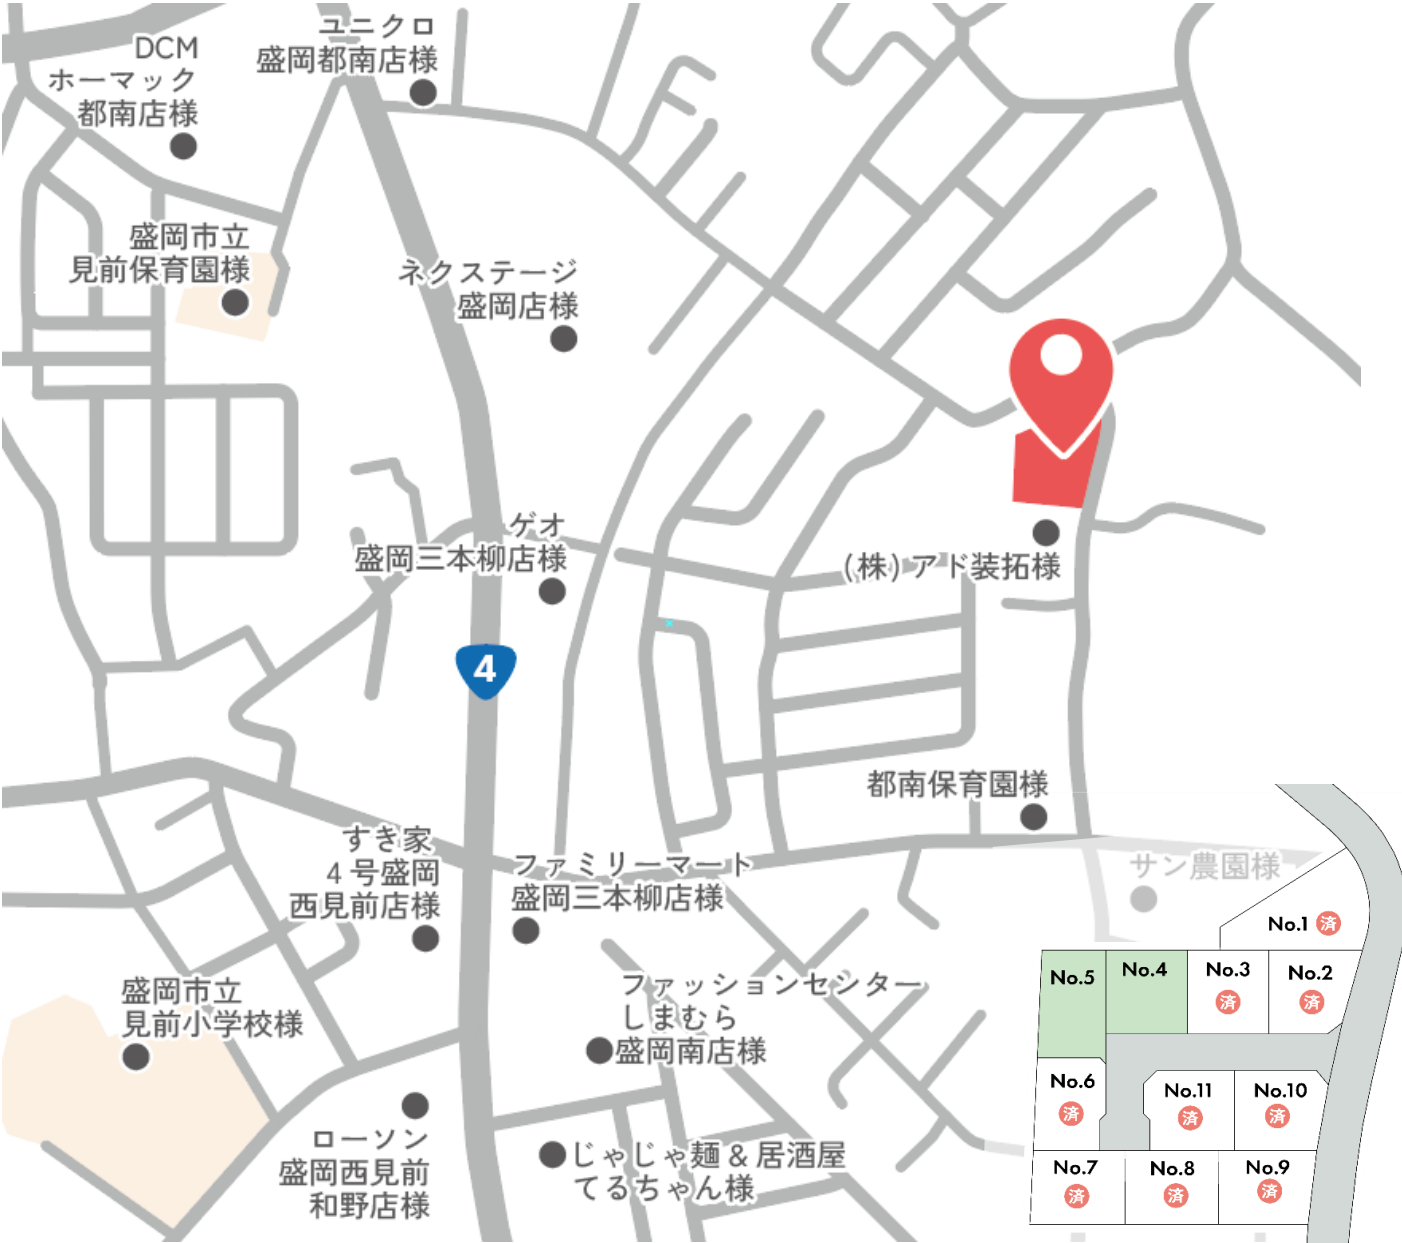 ユニクロ
盛岡都南店様
DCM
ホーマック
都南店様
盛岡市立
見前保育園様
ネクステージ
盛岡店様
ゲオ
盛岡三本柳店様
(株)アド装拓様
4
都南保育園様
すき家
4号盛岡
西見前店様
ファミリーマート
盛岡三本柳店様
サン農園様
盛岡市立
見前小学校様
ファッションセンター
しまむら
盛岡南店様
ローソン
盛岡西見前
和野店様
じゃじゃ麺&居酒屋
てるちゃん様
No.1 済
No.5
No.4
No.3
済
No.2
済
No.6
済
No.11
済
No.10
済
No.7
済
No.8
済
No.9
済